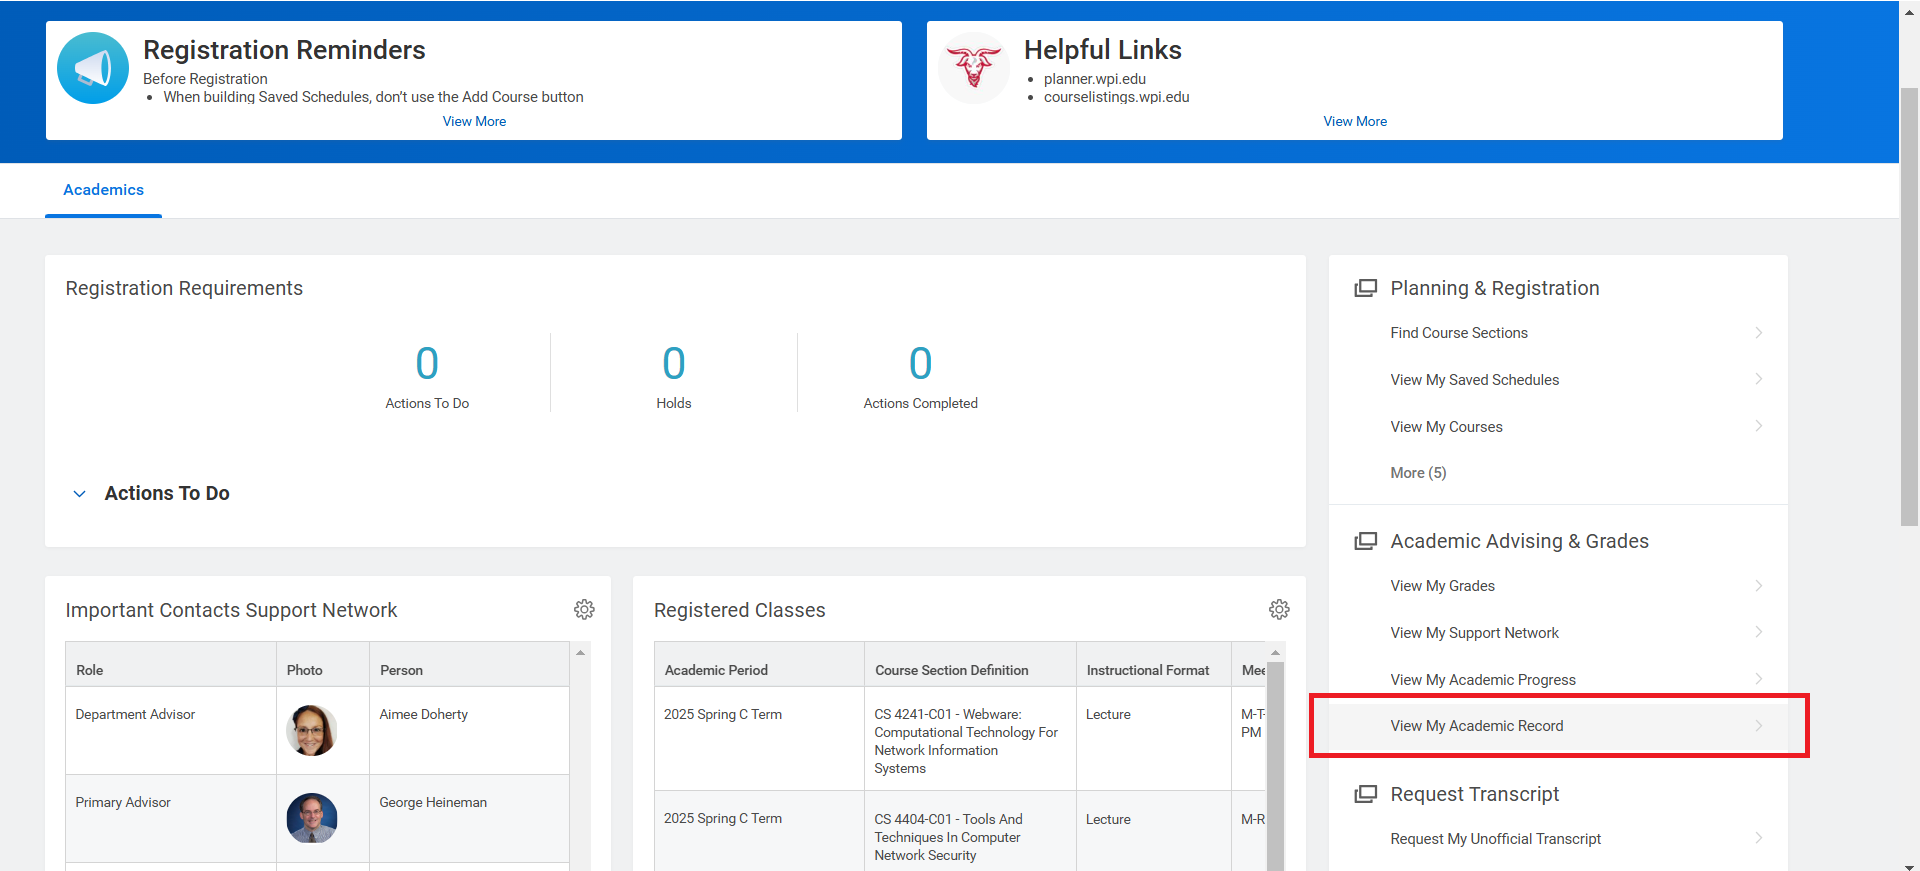 Registration Reminders
Before Registration
When building Saved Schedules, don't use the Add Course button
View More
Helpful Links
planner.wpi.edu
courselistings.wpi.edu
View More
Academics
Registration Requirements
0
Actions To Do
0
Holds
0
Actions Completed
Actions To Do
Important Contacts Support Network
Role Photo Person
Department Advisor Aimee Doherty
Primary Advisor George Heineman
Registered Classes
Academic Period Course Section Definition Instructional Format Mee
2025 Spring C Term CS 4241-C01 - Webware: Lecture M-T-
Computational Technology For PM
Network Information
Systems
2025 Spring C Term CS 4404-C01 - Tools And Lecture M-R
Techniques In Computer
Network Security
Planning & Registration
Find Course Sections
View My Saved Schedules
View My Courses
More (5)
Academic Advising & Grades
View My Grades
View My Support Network
View My Academic Progress
View My Academic Record
Request Transcript
Request My Unofficial Transcript